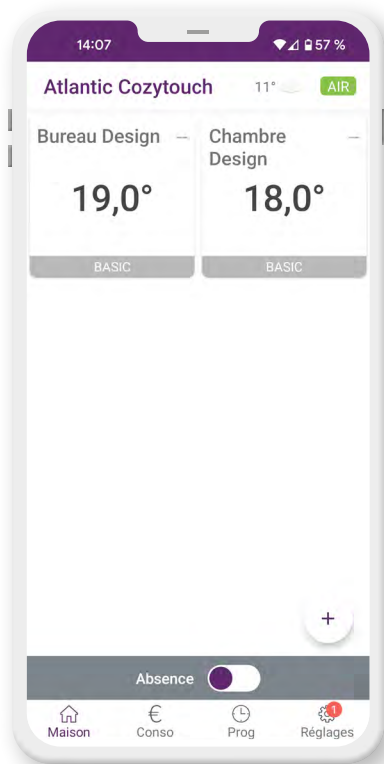 14:07 57 %
Atlantic Cozytouch 11° AIR
Bureau Design --
19,0°
BASIC
Chambre --
Design
18,0°
BASIC
+
Absence
Maison
€
Conso
Prog
1
Réglages